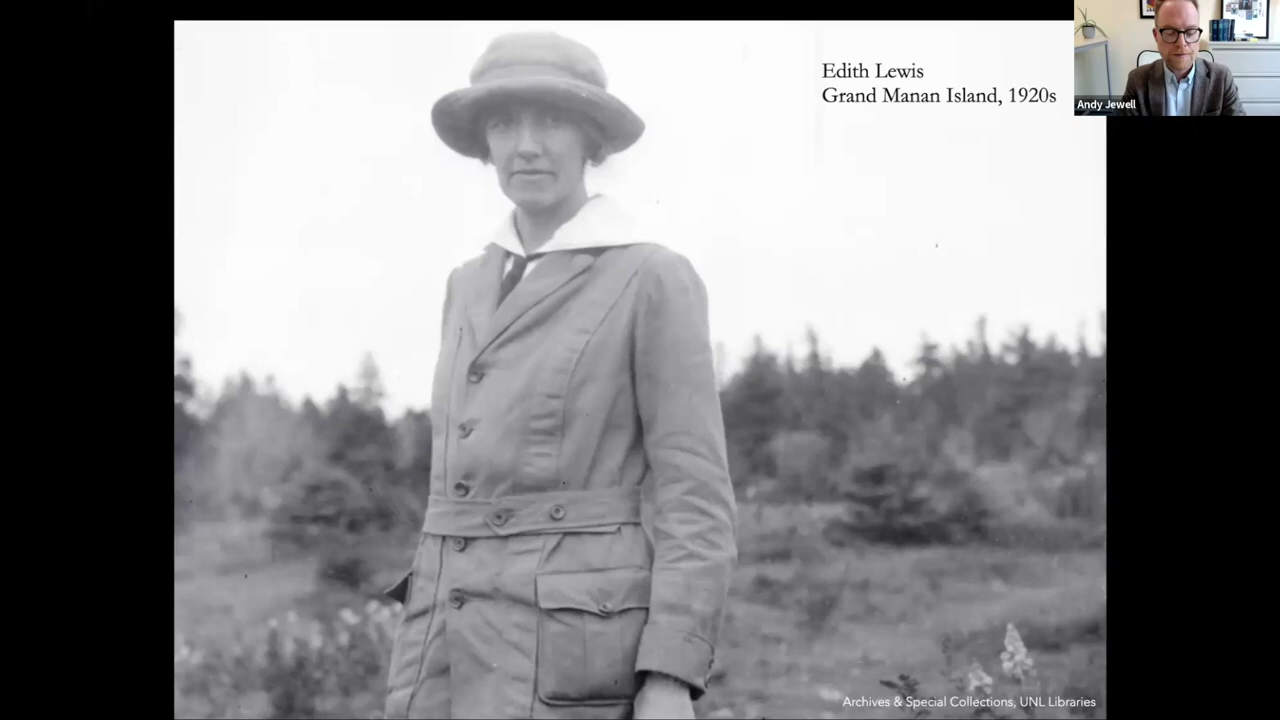 Edith Lewis
Grand Manan Island, 1920s
Andy Jewell
Archives & Special Collections, UNL Libraries